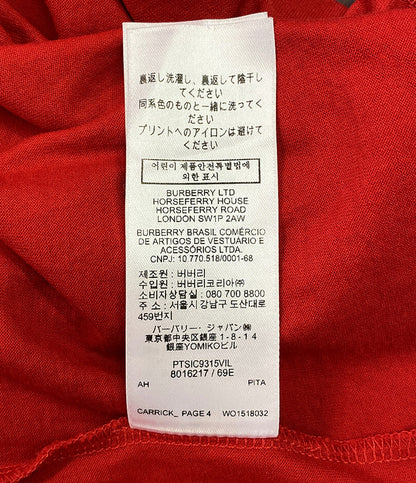 裏返し洗濯し、裏返して陰干し
てください
同系色のものと一緒に洗ってくだ
さい
プリントへのアイロンは避けて
ください
어린이 제품안전특별법에
의한 표시
BURBERRY LTD
HORSEFERRY HOUSE
HORSEFERRY ROAD
LONDON SW1P 2AW
BURBERRY BRASIL COMÉRCIO
DE ARTIGOS DE VESTUÁRIO E
ACESSÓRIOS LTDA.
CNPJ: 10 770.518/0001-68
제조원 : 버버리
수입원 : 버버리코리아㈜
소비자상담실 : 080 700 8800
주소 : 서울시 강남구 도산대로
459번지
バーバリー・ジャパン㈱
東京都中央区銀座1-8-14
銀座YOMIKOビル
PTSIC9315VIL
8016217 / 69E
AH PITA
CARRICK_ PAGE 4 WO1518032